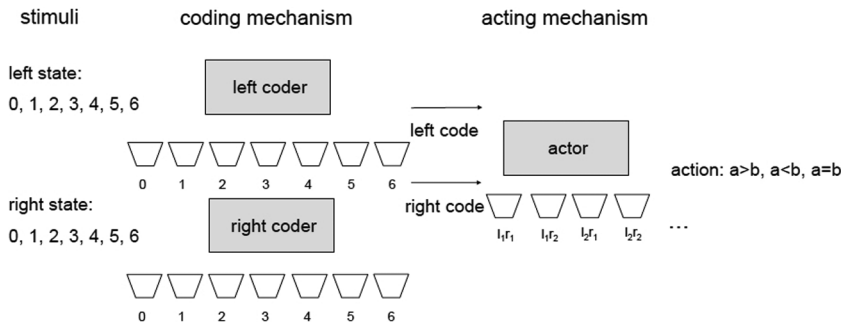 stimuli
coding mechanism
acting mechanism
left state:
0, 1, 2, 3, 4, 5, 6
left coder
0 1 2 3 4 5 6
left code
actor
action: a>b, a<b, a=b
right state:
0, 1, 2, 3, 4, 5, 6
right coder
right code
l₁r₁ l₁r₂ l₂r₁ l₂r₂ ...
0 1 2 3 4 5 6